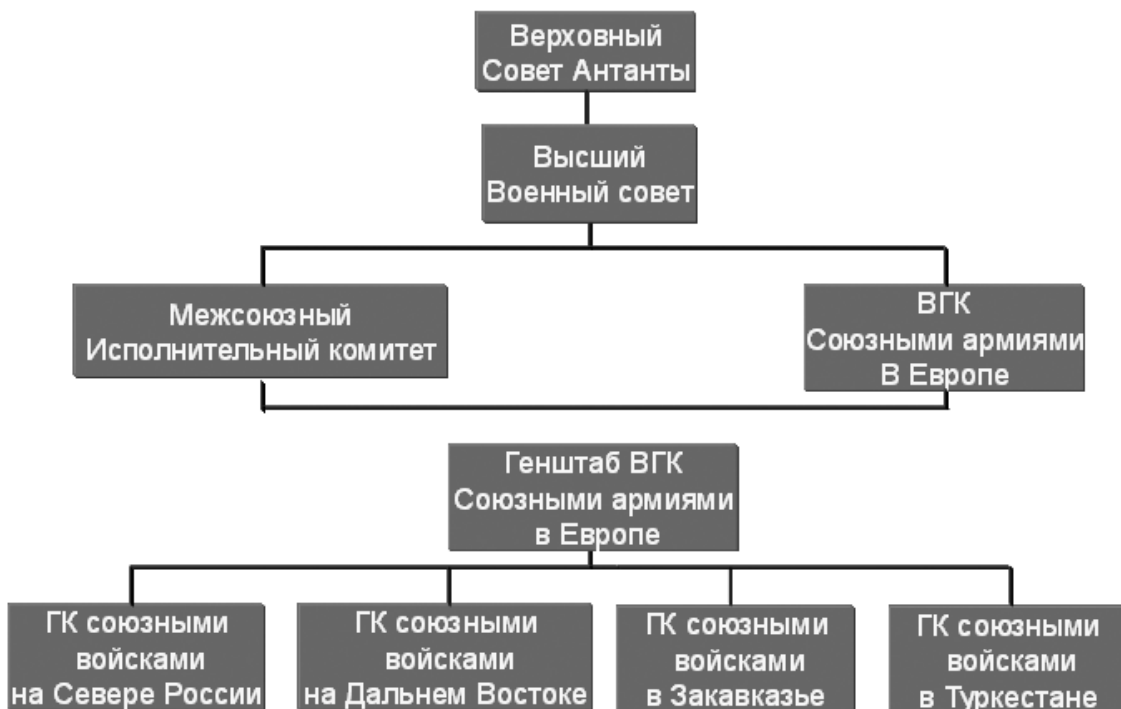 Верховный
Совет Антанты
Высший
Военный совет
Межсоюзный
Исполнительный комитет
ВГК
Союзными армиями
В Европе
Генштаб ВГК
Союзными армиями
в Европе
ГК союзными
войсками
на Севере России
ГК союзными
войсками
на Дальнем Востоке
ГК союзными
войсками
в Закавказье
ГК союзными
войсками
в Туркестане